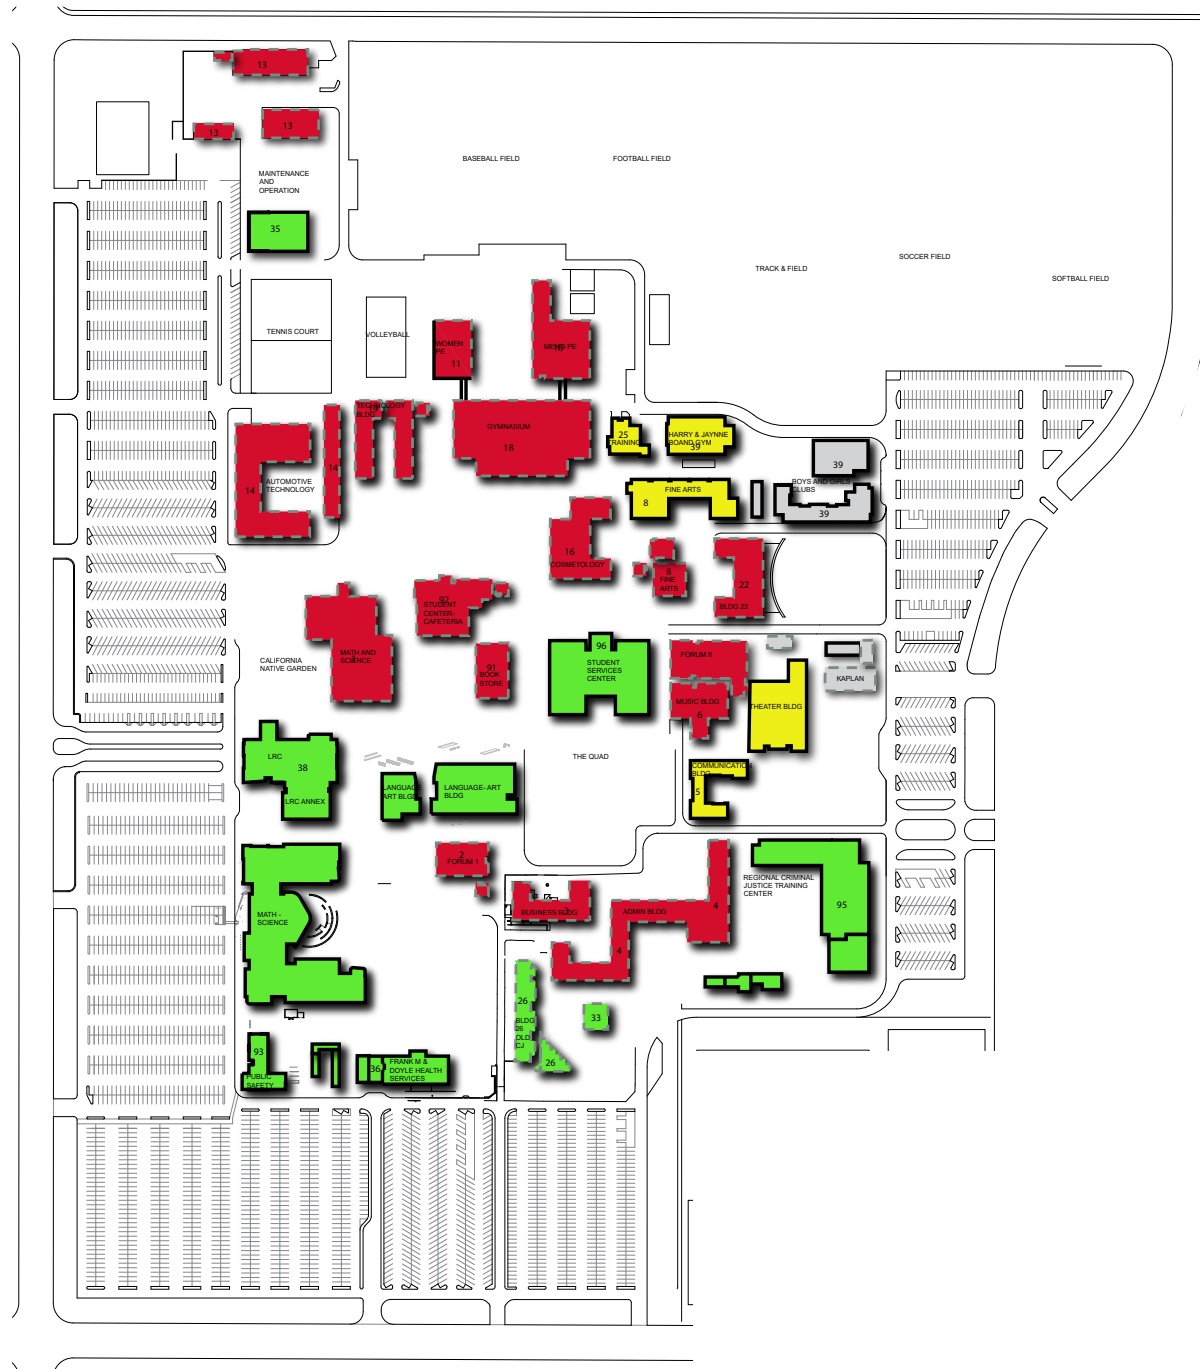 13
13
13
MAINTENANCE
AND
OPERATION
35
BASEBALL FIELD
FOOTBALL FIELD
TRACK & FIELD
SOCCER FIELD
SOFTBALL FIELD
TENNIS COURT
VOLLEYBALL
WOMEN
PE
11
MEN'S PE
TECHNOLOGY
BLDG
GYMNASIUM
18
25
TRAINING
HARRY & JAYNNE
BOAND GYM
39
39
BOYS AND GIRLS
CLUBS
39
14
AUTOMOTIVE
TECHNOLOGY
14
FINE ARTS
8
16
COSMETOLOGY
8
FINE
ARTS
22
BLDG 22
92
STUDENT
CENTER-
CAFETERIA
MATH AND
SCIENCE
CALIFORNIA
NATIVE GARDEN
91
BOOK
STORE
96
STUDENT
SERVICES
CENTER
FORUM II
MUSIC BLDG
6
THEATER BLDG
KAPLAN
LRC
38
LRC ANNEX
LANGUAGE
ART BLGD
LANGUAGE- ART
BLDG
THE QUAD
COMMUNICATION
BLDG
5
2
FORUM 1
MATH -
SCIENCE
BUSINESS BLDG
3
ADMIN BLDG
4
4
REGIONAL CRIMINAL
JUSTICE TRAINING
CENTER
95
26
BLDG
26
OLD
CJ
26
33
93
PUBLIC
SAFETY
36
FRANK M &
DOYLE HEALTH
SERVICES